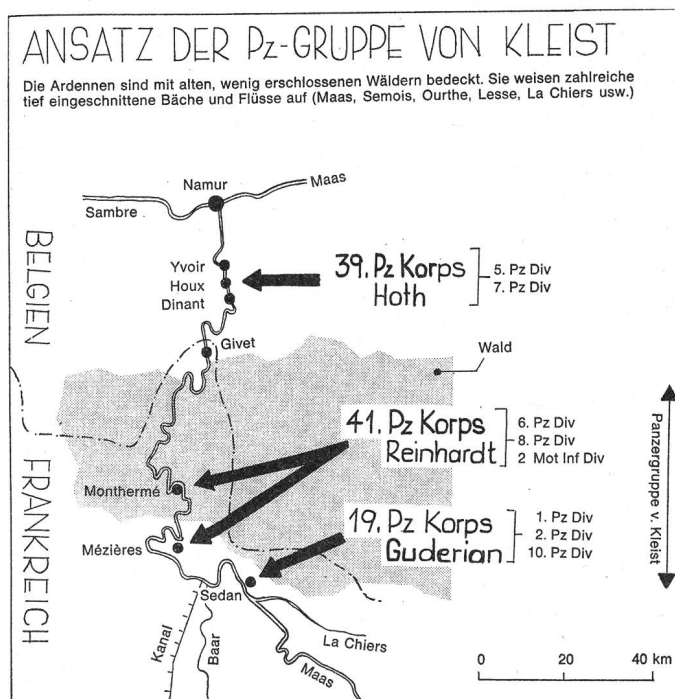 ANSATZ DER Pz-GRUPPE VON KLEIST
Die Ardennen sind mit alten, wenig erschlossenen Wäldern bedeckt. Sie weisen zahlreiche
tief eingeschnittene Bäche und Flüsse auf (Maas, Semois, Ourthe, Lesse, La Chiers usw.)
Namur
Maas
Sambre
BELGIEN
Yvoir
Houx
Dinant
39. Pz Korps
Hoth
5. Pz Div
7. Pz Div
Givet
Wald
41. Pz Korps
Reinhardt
6. Pz Div
8. Pz Div
2 Mot Inf Div
Panzergruppe v. Kleist
FRANKREICH
Monthermé
19. Pz Korps
Guderian
1. Pz Div
2. Pz Div
10. Pz Div
Mézières
Sedan
Kanal
Baar
La Chiers
Maas
0 20 40 km